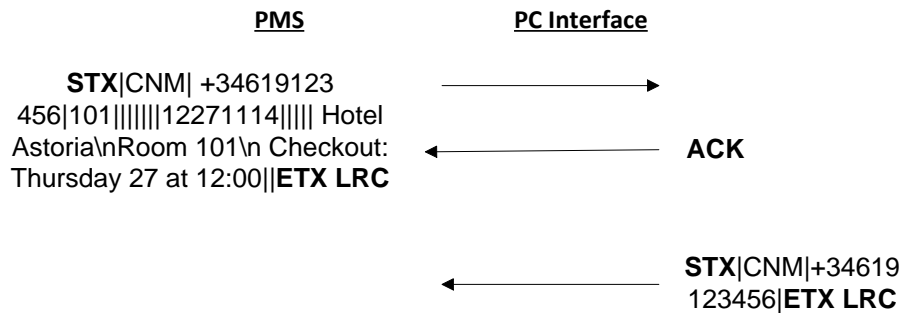 PMS PC Interface
STX|CNM| +34619123
456|101|||||||12271114||||| Hotel
Astoria\nRoom 101\n Checkout:
Thursday 27 at 12:00||ETX LRC
ACK
STX|CNM|+34619
123456|ETX LRC